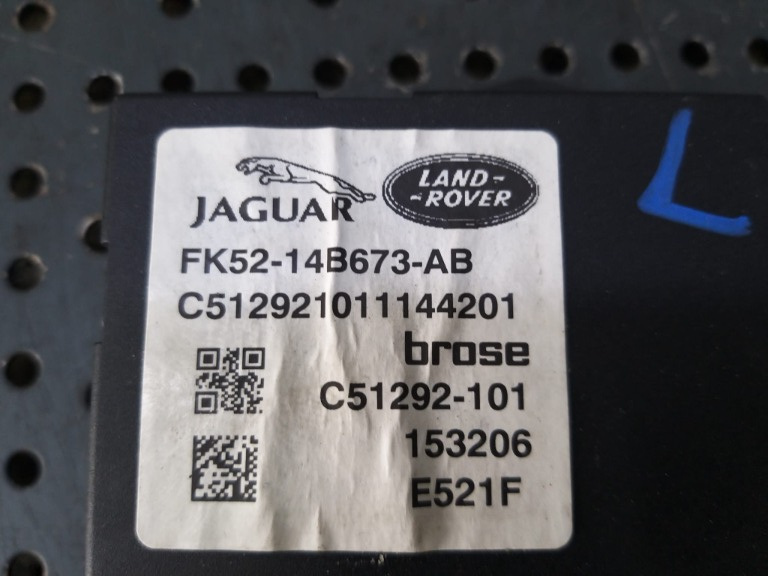 JAGUAR
LAND-
-ROVER
FK52-14B673-AB
C512921011144201
brose
C51292-101
153206
E521F
L